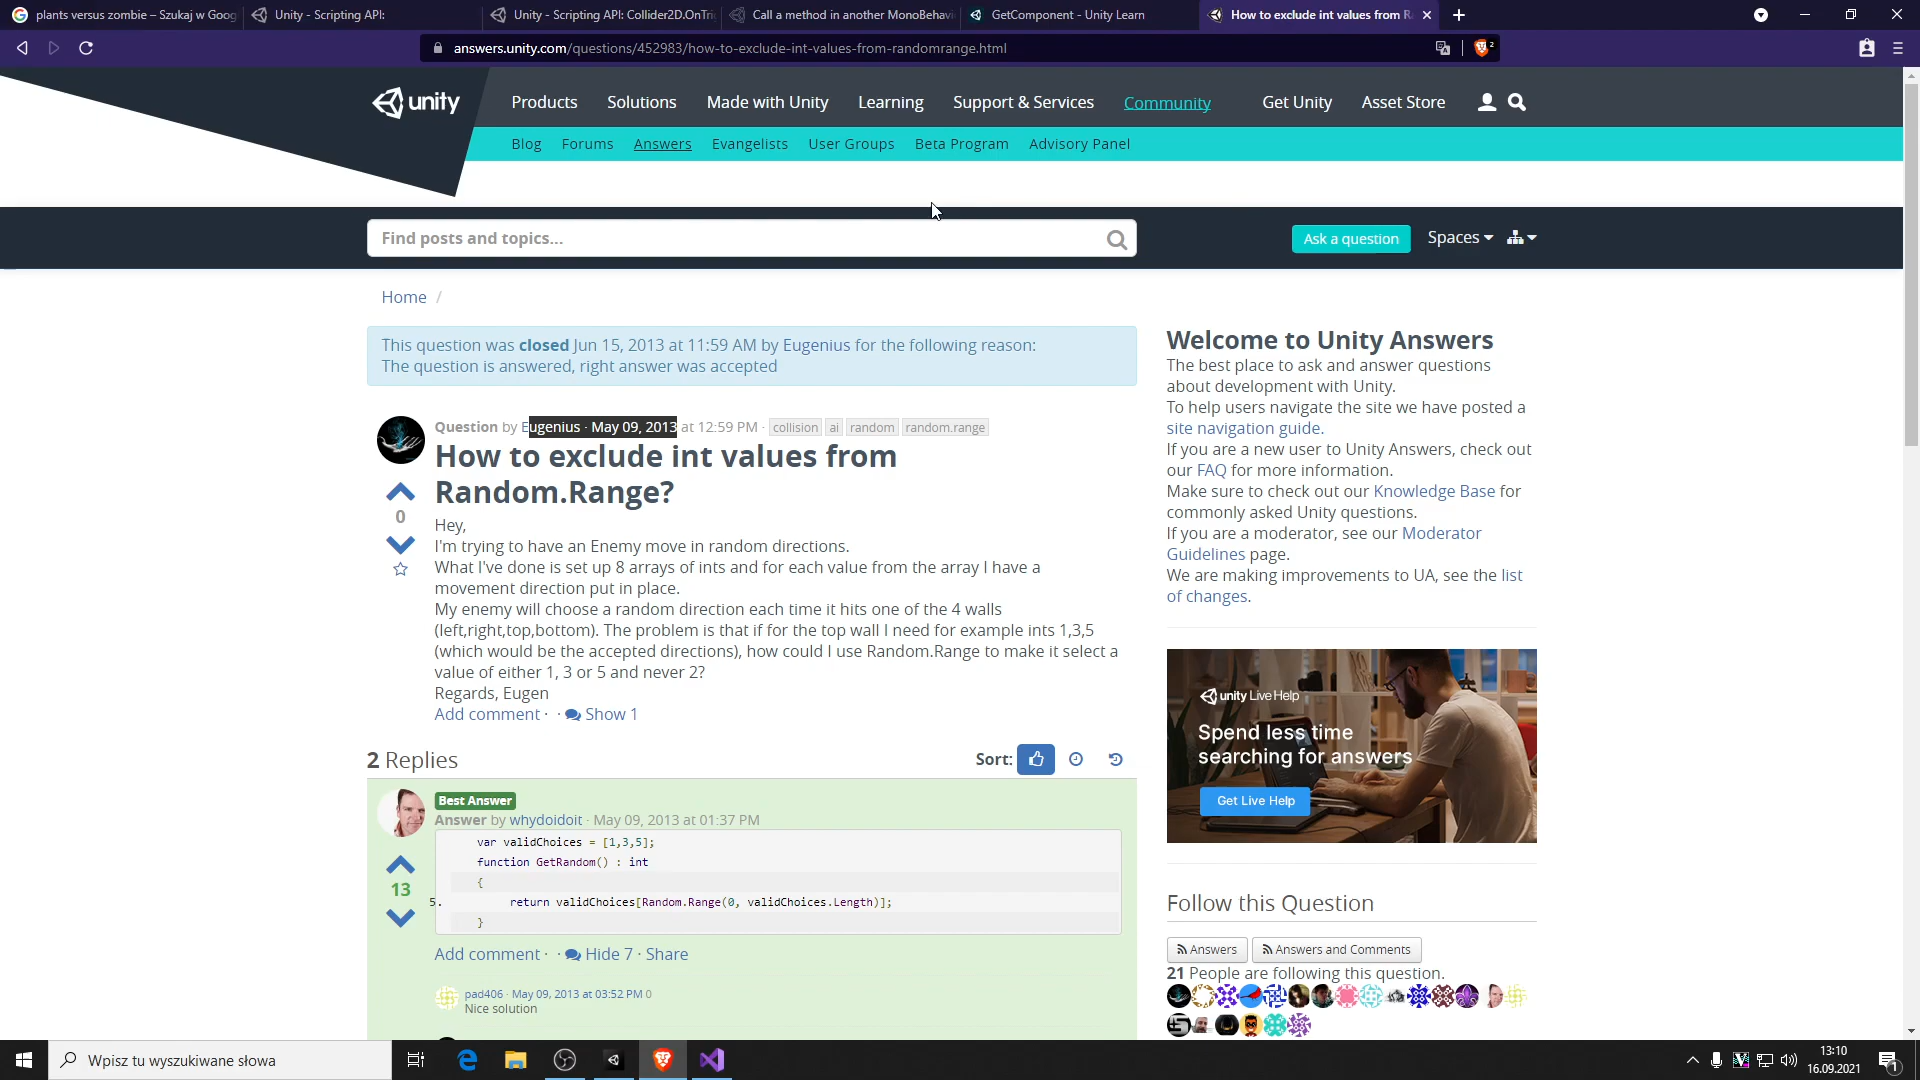 plants versus zombie – Szukaj w Goog
Unity - Scripting API:
Unity - Scripting API: Collider2D.OnTri
Call a method in another MonoBehavi
GetComponent - Unity Learn
How to exclude int values from R
answers.unity.com/questions/452983/how-to-exclude-int-values-from-randomrange.html
2
unity
Products
Solutions
Made with Unity
Learning
Support & Services
Community
Get Unity
Asset Store
Blog
Forums
Answers
Evangelists
User Groups
Beta Program
Advisory Panel
Find posts and topics...
Ask a question
Spaces
Home /
This question was closed Jun 15, 2013 at 11:59 AM by Eugenius for the following reason:
The question is answered, right answer was accepted
Question by Eugenius · May 09, 2013 at 12:59 PM · collision ai random random.range
How to exclude int values from
Random.Range?
0
Hey,
I'm trying to have an Enemy move in random directions.
What I've done is set up 8 arrays of ints and for each value from the array I have a
movement direction put in place.
My enemy will choose a random direction each time it hits one of the 4 walls
(left,right,top,bottom). The problem is that if for the top wall I need for example ints 1,3,5
(which would be the accepted directions), how could I use Random.Range to make it select a
value of either 1, 3 or 5 and never 2?
Regards, Eugen
Add comment · · Show 1
2 Replies
Sort:
Best Answer
Answer by whydoidoit · May 09, 2013 at 01:37 PM
13
var validChoices = [1,3,5];
function GetRandom() : int
{
5. return validChoices[Random.Range(0, validChoices.Length)];
}
Add comment · · Hide 7 · Share
pad406 · May 09, 2013 at 03:52 PM 0
Nice solution
Welcome to Unity Answers
The best place to ask and answer questions
about development with Unity.
To help users navigate the site we have posted a
site navigation guide.
If you are a new user to Unity Answers, check out
our FAQ for more information.
Make sure to check out our Knowledge Base for
commonly asked Unity questions.
If you are a moderator, see our Moderator
Guidelines page.
We are making improvements to UA, see the list
of changes.
unity Live Help
Spend less time
searching for answers
Get Live Help
Follow this Question
Answers
Answers and Comments
21 People are following this question.
Wpisz tu wyszukiwane słowa
13:10
16.09.2021
1